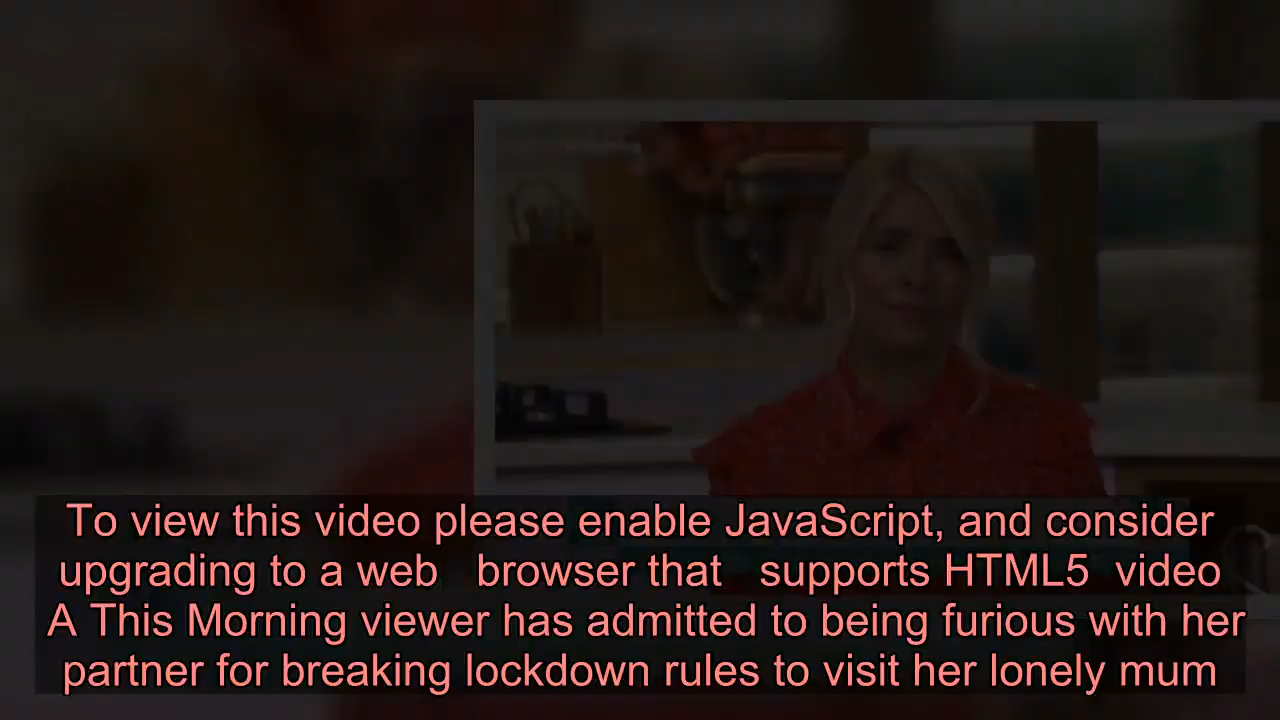 To view this video please enable JavaScript, and consider
upgrading to a web browser that supports HTML5 video
A This Morning viewer has admitted to being furious with her
partner for breaking lockdown rules to visit her lonely mum